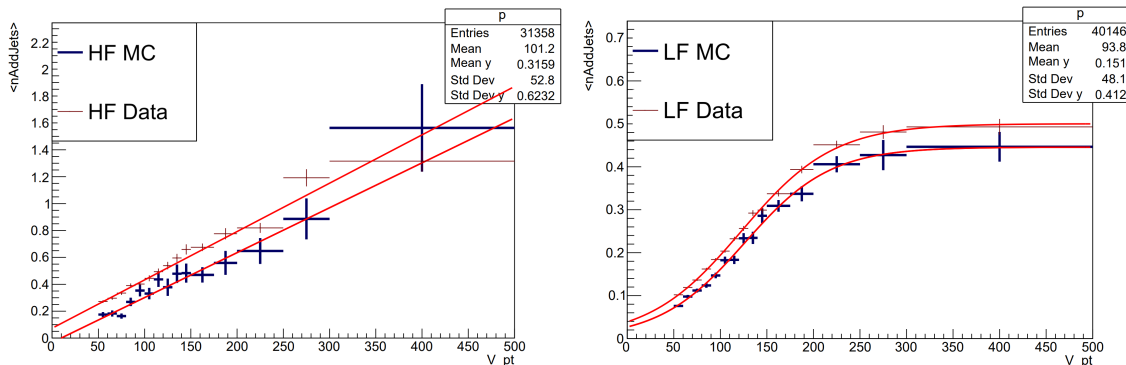 <nAddJets>
HF MC
HF Data
p
Entries 31358
Mean 101.2
Mean y 0.3159
Std Dev 52.8
Std Dev y 0.6232
2.2
2
1.8
1.6
1.4
1.2
1
0.8
0.6
0.4
0.2
0
0 50 100 150 200 250 300 350 400 450 500
V_pt
<nAddJets>
LF MC
LF Data
p
Entries 40146
Mean 93.8
Mean y 0.151
Std Dev 48.1
Std Dev y 0.412
0.7
0.6
0.5
0.4
0.3
0.2
0.1
0 50 100 150 200 250 300 350 400 450 500
V_pt